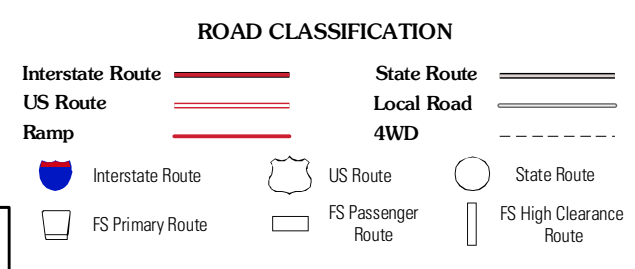 ROAD CLASSIFICATION
Interstate Route State Route
US Route Local Road
Ramp 4WD
Interstate Route US Route State Route
FS Primary Route FS Passenger Route FS High Clearance Route